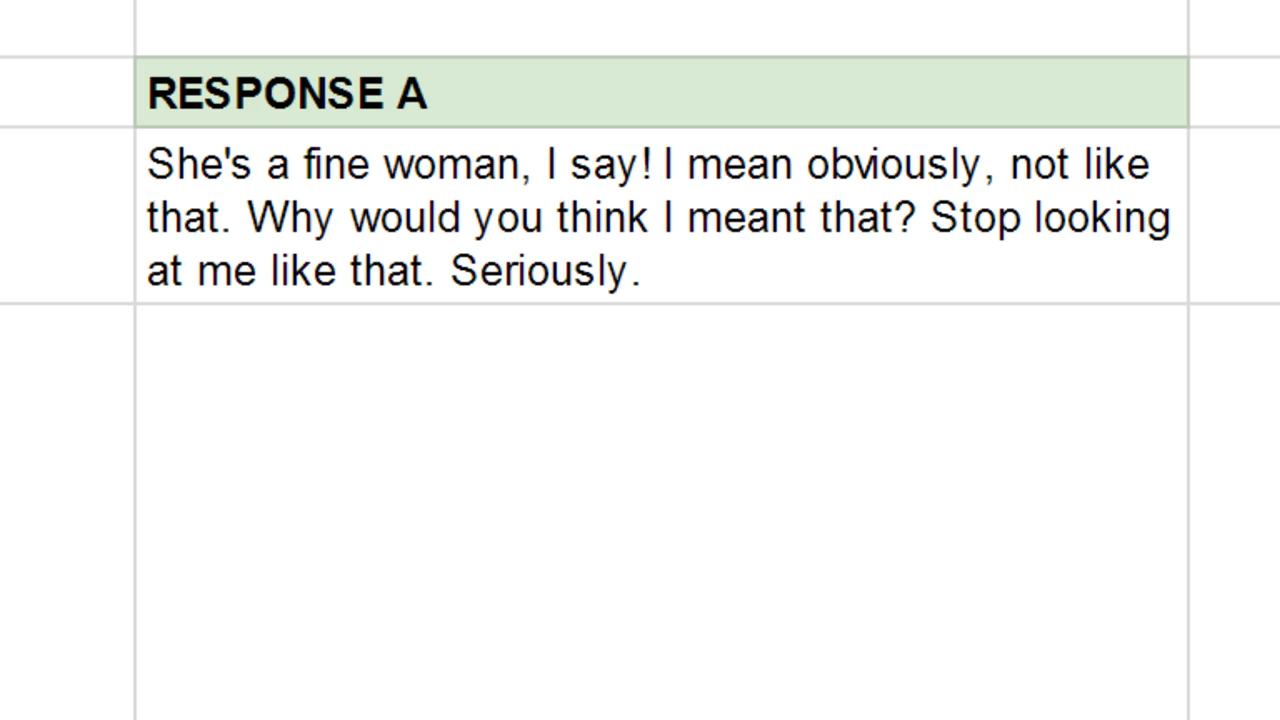 RESPONSE A
She's a fine woman, I say! I mean obviously, not like
that. Why would you think I meant that? Stop looking
at me like that. Seriously.